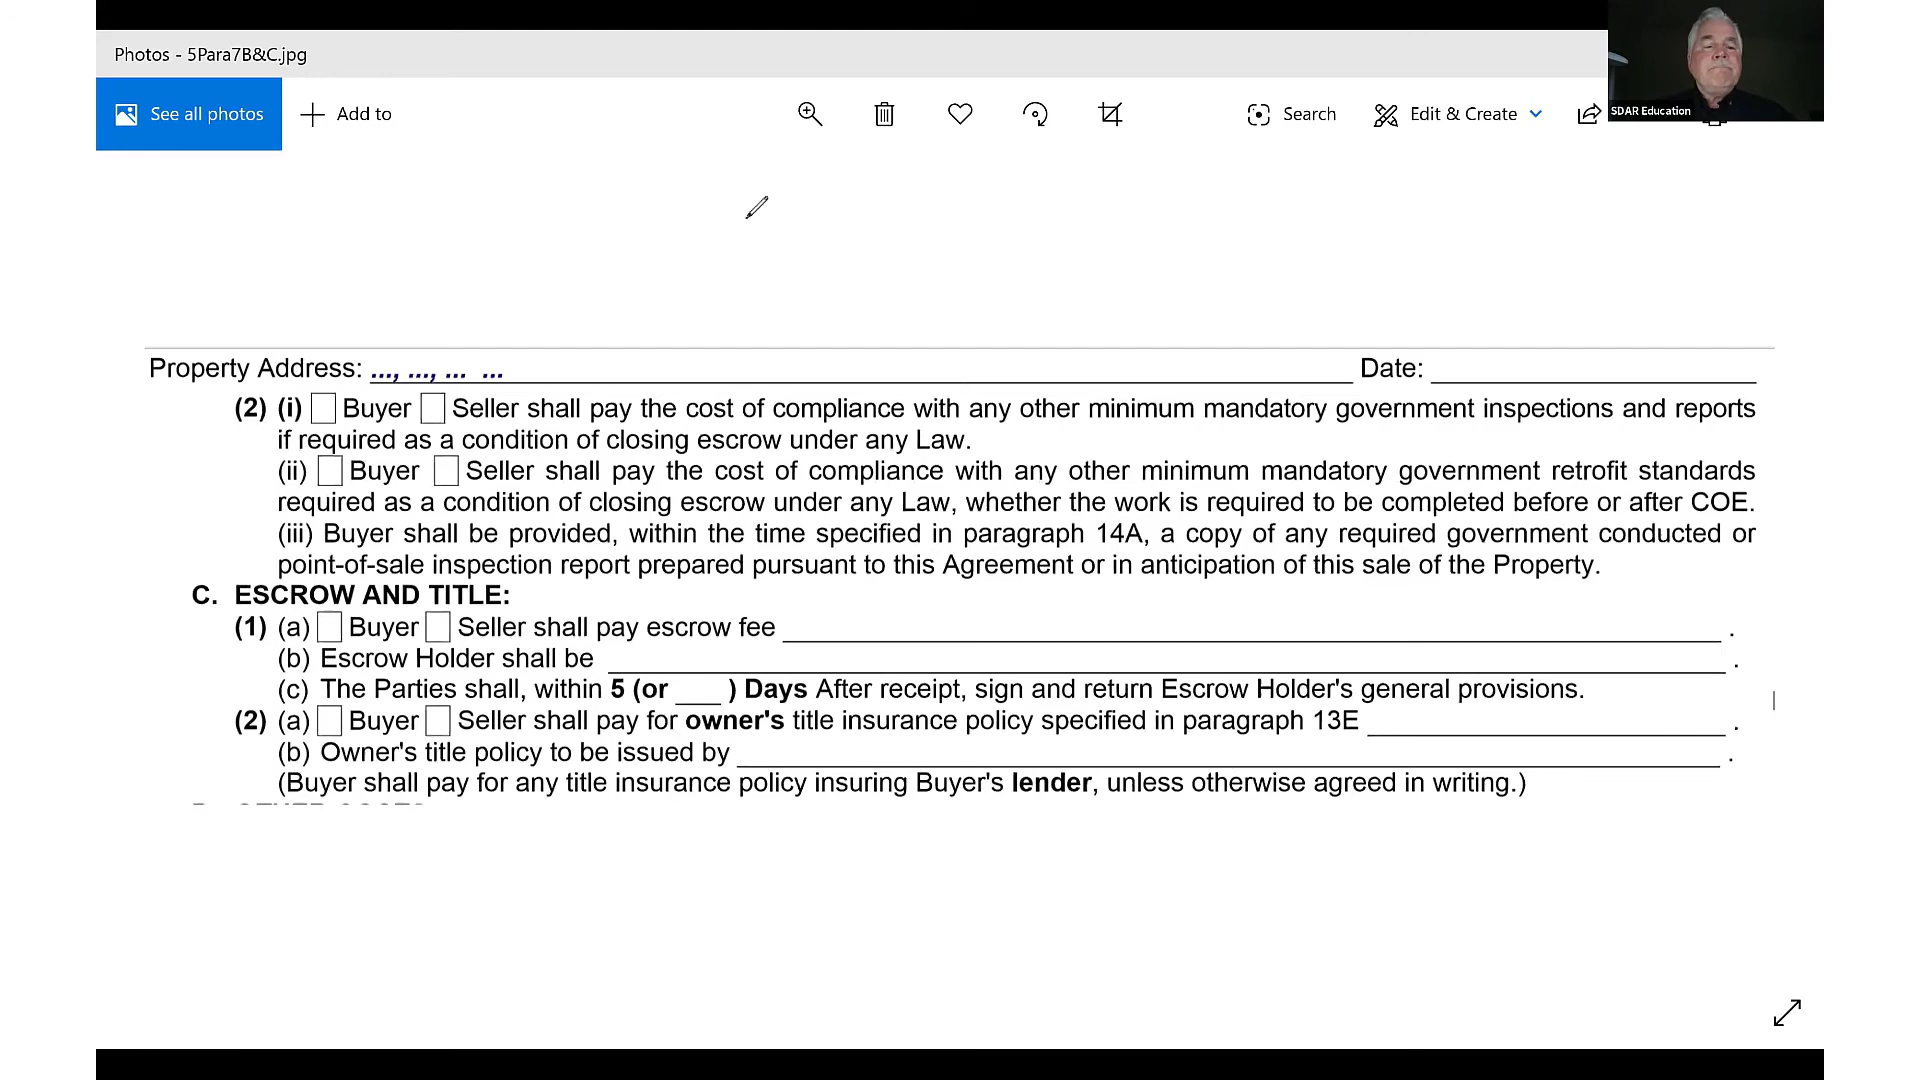 Photos - 5Para7B&C.jpg
See all photos
Add to
Search
Edit & Create
SDAR Education
Property Address: ..., ..., ... ... Date:
(2) (i) Buyer Seller shall pay the cost of compliance with any other minimum mandatory government inspections and reports
if required as a condition of closing escrow under any Law.
(ii) Buyer Seller shall pay the cost of compliance with any other minimum mandatory government retrofit standards
required as a condition of closing escrow under any Law, whether the work is required to be completed before or after COE.
(iii) Buyer shall be provided, within the time specified in paragraph 14A, a copy of any required government conducted or
point-of-sale inspection report prepared pursuant to this Agreement or in anticipation of this sale of the Property.
C. ESCROW AND TITLE:
(1) (a) Buyer Seller shall pay escrow fee ___ .
(b) Escrow Holder shall be ___ .
(c) The Parties shall, within 5 (or ___ ) Days After receipt, sign and return Escrow Holder's general provisions.
(2) (a) Buyer Seller shall pay for owner's title insurance policy specified in paragraph 13E ___ .
(b) Owner's title policy to be issued by ___ .
(Buyer shall pay for any title insurance policy insuring Buyer's lender, unless otherwise agreed in writing.)